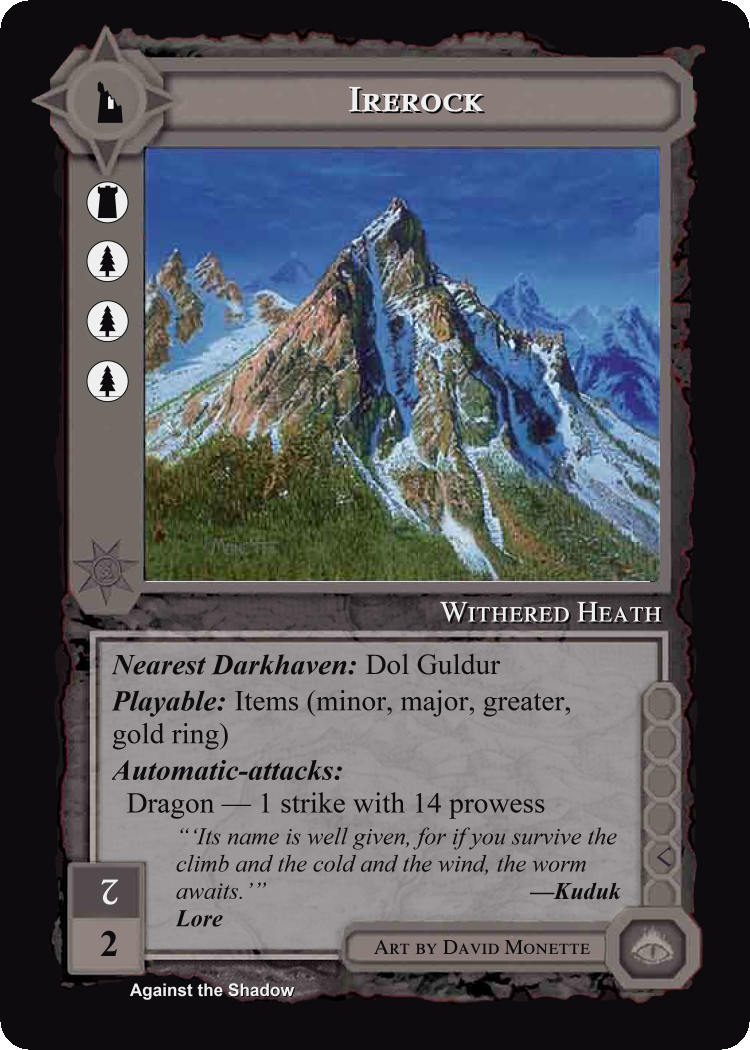 Irerock
Withered Heath
Nearest Darkhaven: Dol Guldur
Playable: Items (minor, major, greater,
gold ring)
Automatic-attacks:
Dragon — 1 strike with 14 prowess
“‘Its name is well given, for if you survive the
climb and the cold and the wind, the worm
awaits.’” —Kuduk
Lore
2
2
Art by David Monette
Against the Shadow